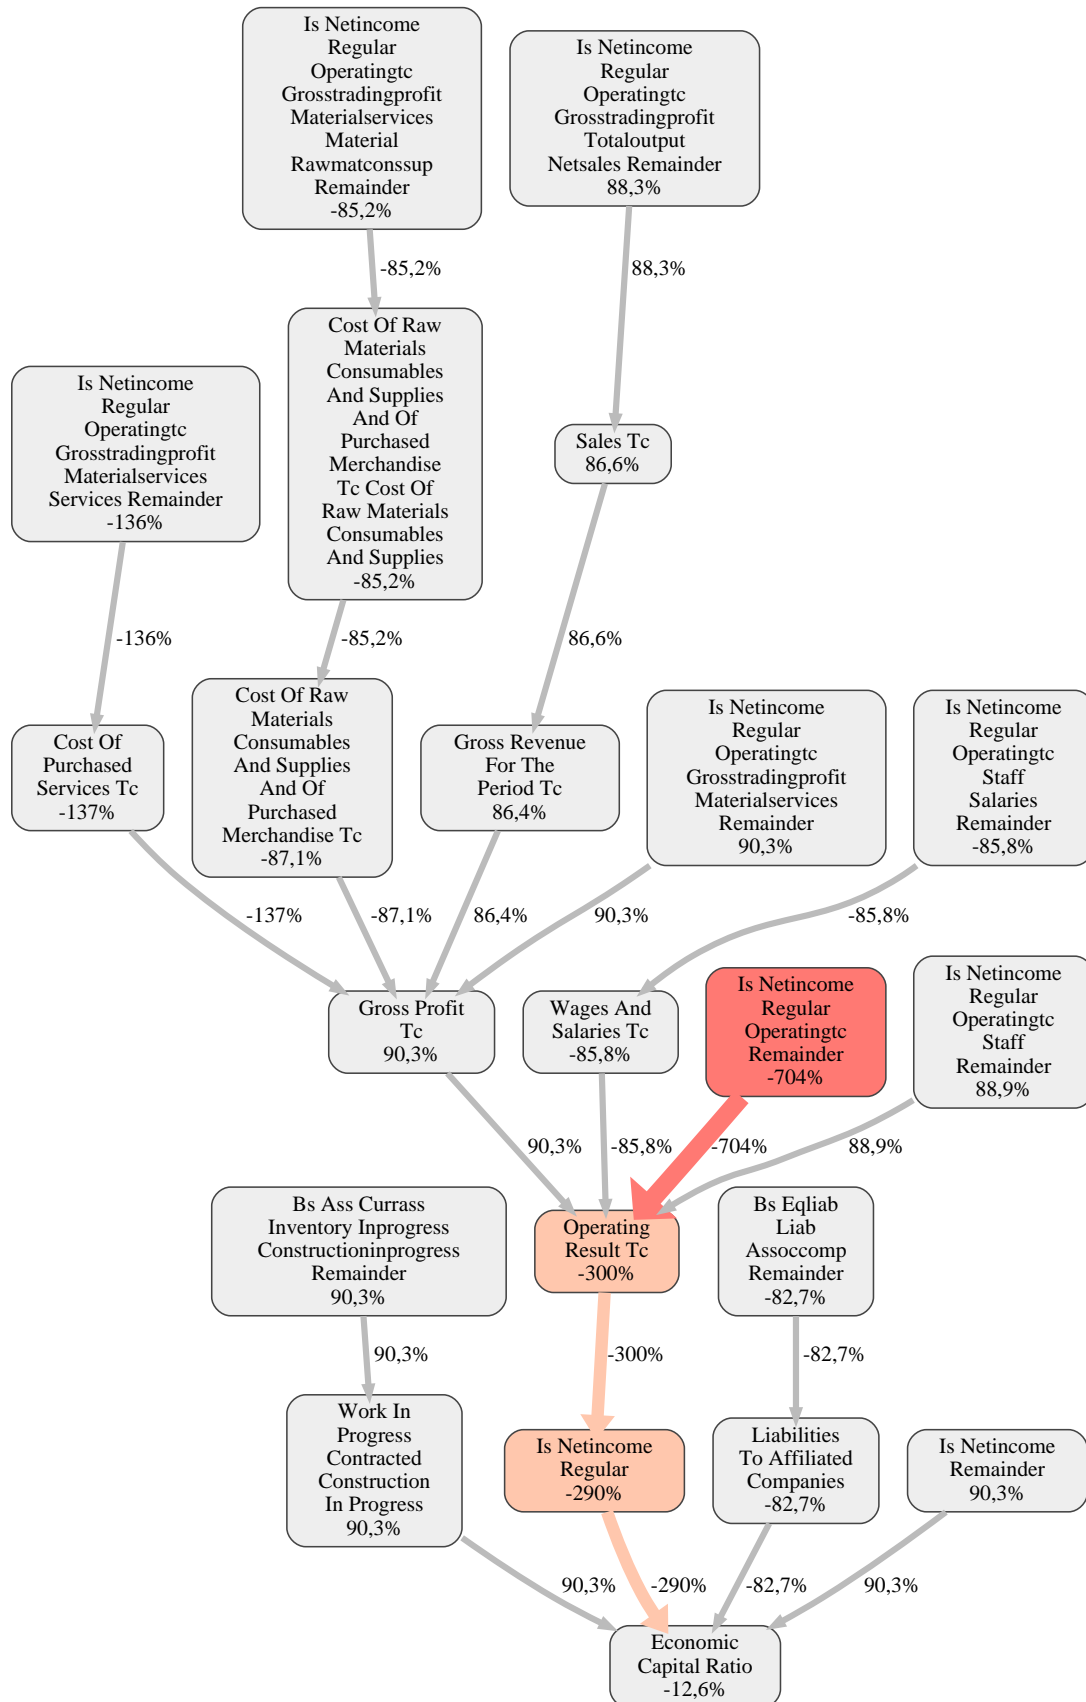 Is Netincome
Regular
Operatingtc
Grosstradingprofit
Materialservices
Material
Rawmatconssup
Remainder
-85,2%
Is Netincome
Regular
Operatingtc
Grosstradingprofit
Totaloutput
Netsales Remainder
88,3%
-85,2%
88,3%
Is Netincome
Regular
Operatingtc
Grosstradingprofit
Materialservices
Services Remainder
-136%
Cost Of Raw
Materials
Consumables
And Supplies
And Of
Purchased
Merchandise
Tc Cost Of
Raw Materials
Consumables
And Supplies
-85,2%
Sales Tc
86,6%
-136%
-85,2%
86,6%
Cost Of
Purchased
Services Tc
-137%
Cost Of Raw
Materials
Consumables
And Supplies
And Of
Purchased
Merchandise Tc
-87,1%
Gross Revenue
For The
Period Tc
86,4%
Is Netincome
Regular
Operatingtc
Grosstradingprofit
Materialservices
Remainder
90,3%
Is Netincome
Regular
Operatingtc
Staff
Salaries
Remainder
-85,8%
-137%
-87,1%
86,4%
90,3%
-85,8%
Gross Profit
Tc
90,3%
Wages And
Salaries Tc
-85,8%
Is Netincome
Regular
Operatingtc
Remainder
-704%
Is Netincome
Regular
Operatingtc
Staff
Remainder
88,9%
90,3%
-85,8%
-704%
88,9%
Bs Ass Currass
Inventory Inprogress
Constructioninprogress
Remainder
90,3%
Operating
Result Tc
-300%
Bs Eqliab
Liab
Assoccomp
Remainder
-82,7%
90,3%
-300%
-82,7%
Work In
Progress
Contracted
Construction
In Progress
90,3%
Is Netincome
Regular
-290%
Liabilities
To Affiliated
Companies
-82,7%
Is Netincome
Remainder
90,3%
90,3%
-290%
-82,7%
90,3%
Economic
Capital Ratio
-12,6%